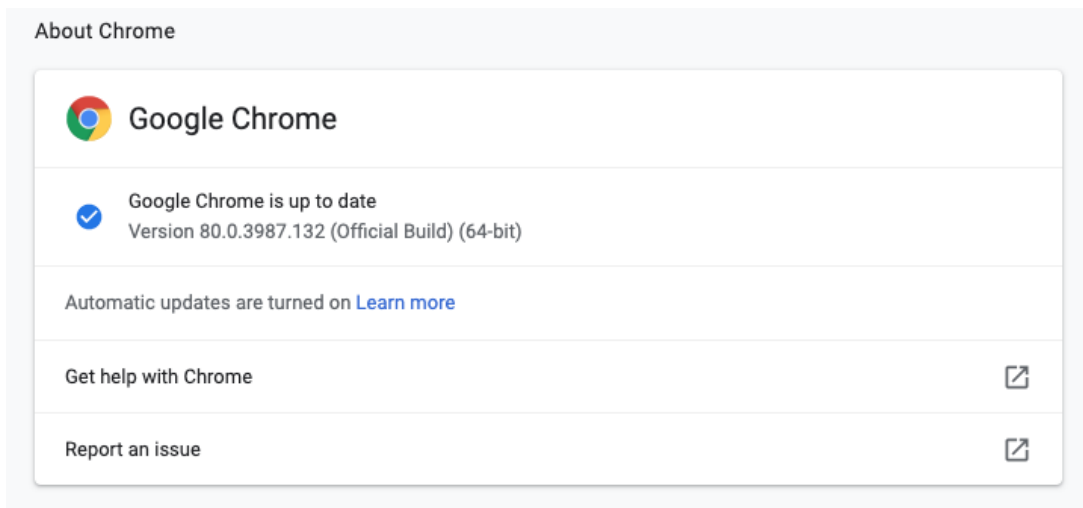 About Chrome
Google Chrome
Google Chrome is up to date
Version 80.0.3987.132 (Official Build) (64-bit)
Automatic updates are turned on Learn more
Get help with Chrome
Report an issue